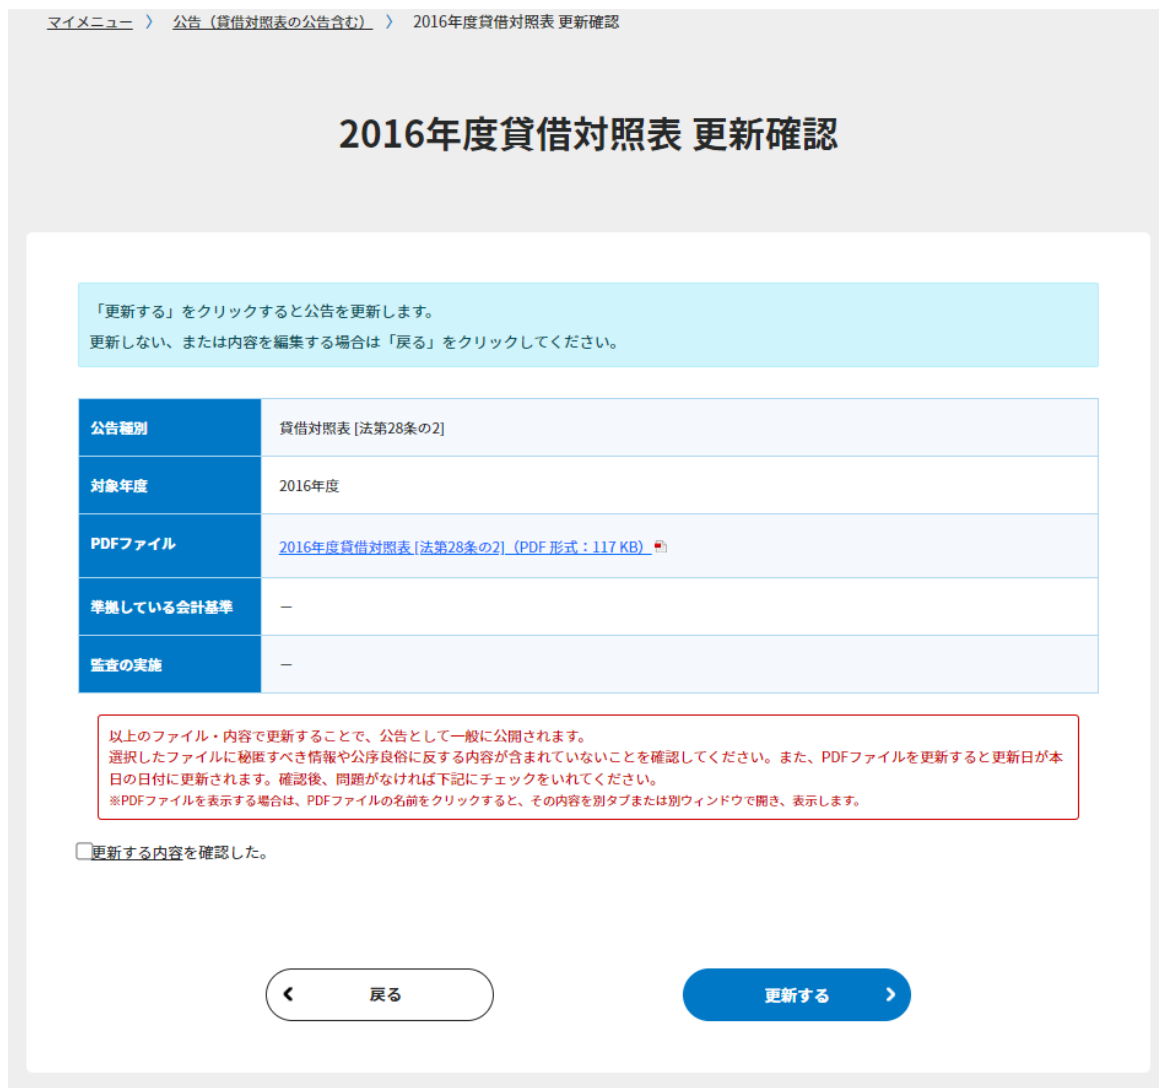 マイメニュー 〉 公告（貸借対照表の公告含む） 〉 2016年度貸借対照表 更新確認
2016年度貸借対照表 更新確認
「更新する」をクリックすると公告を更新します。
更新しない、または内容を編集する場合は「戻る」をクリックしてください。
公告種別 貸借対照表 [法第28条の2]
対象年度 2016年度
PDFファイル 2016年度貸借対照表 [法第28条の2]（PDF 形式：117 KB）
準拠している会計基準 －
監査の実施 －
以上のファイル・内容で更新することで、公告として一般に公開されます。
選択したファイルに秘匿すべき情報や公序良俗に反する内容が含まれていないことを確認してください。また、PDFファイルを更新すると更新日が本
日の日付に更新されます。確認後、問題がなければ下記にチェックをいれてください。
※PDFファイルを表示する場合は、PDFファイルの名前をクリックすると、その内容を別タブまたは別ウィンドウで開き、表示します。
更新する内容を確認した。
戻る
更新する